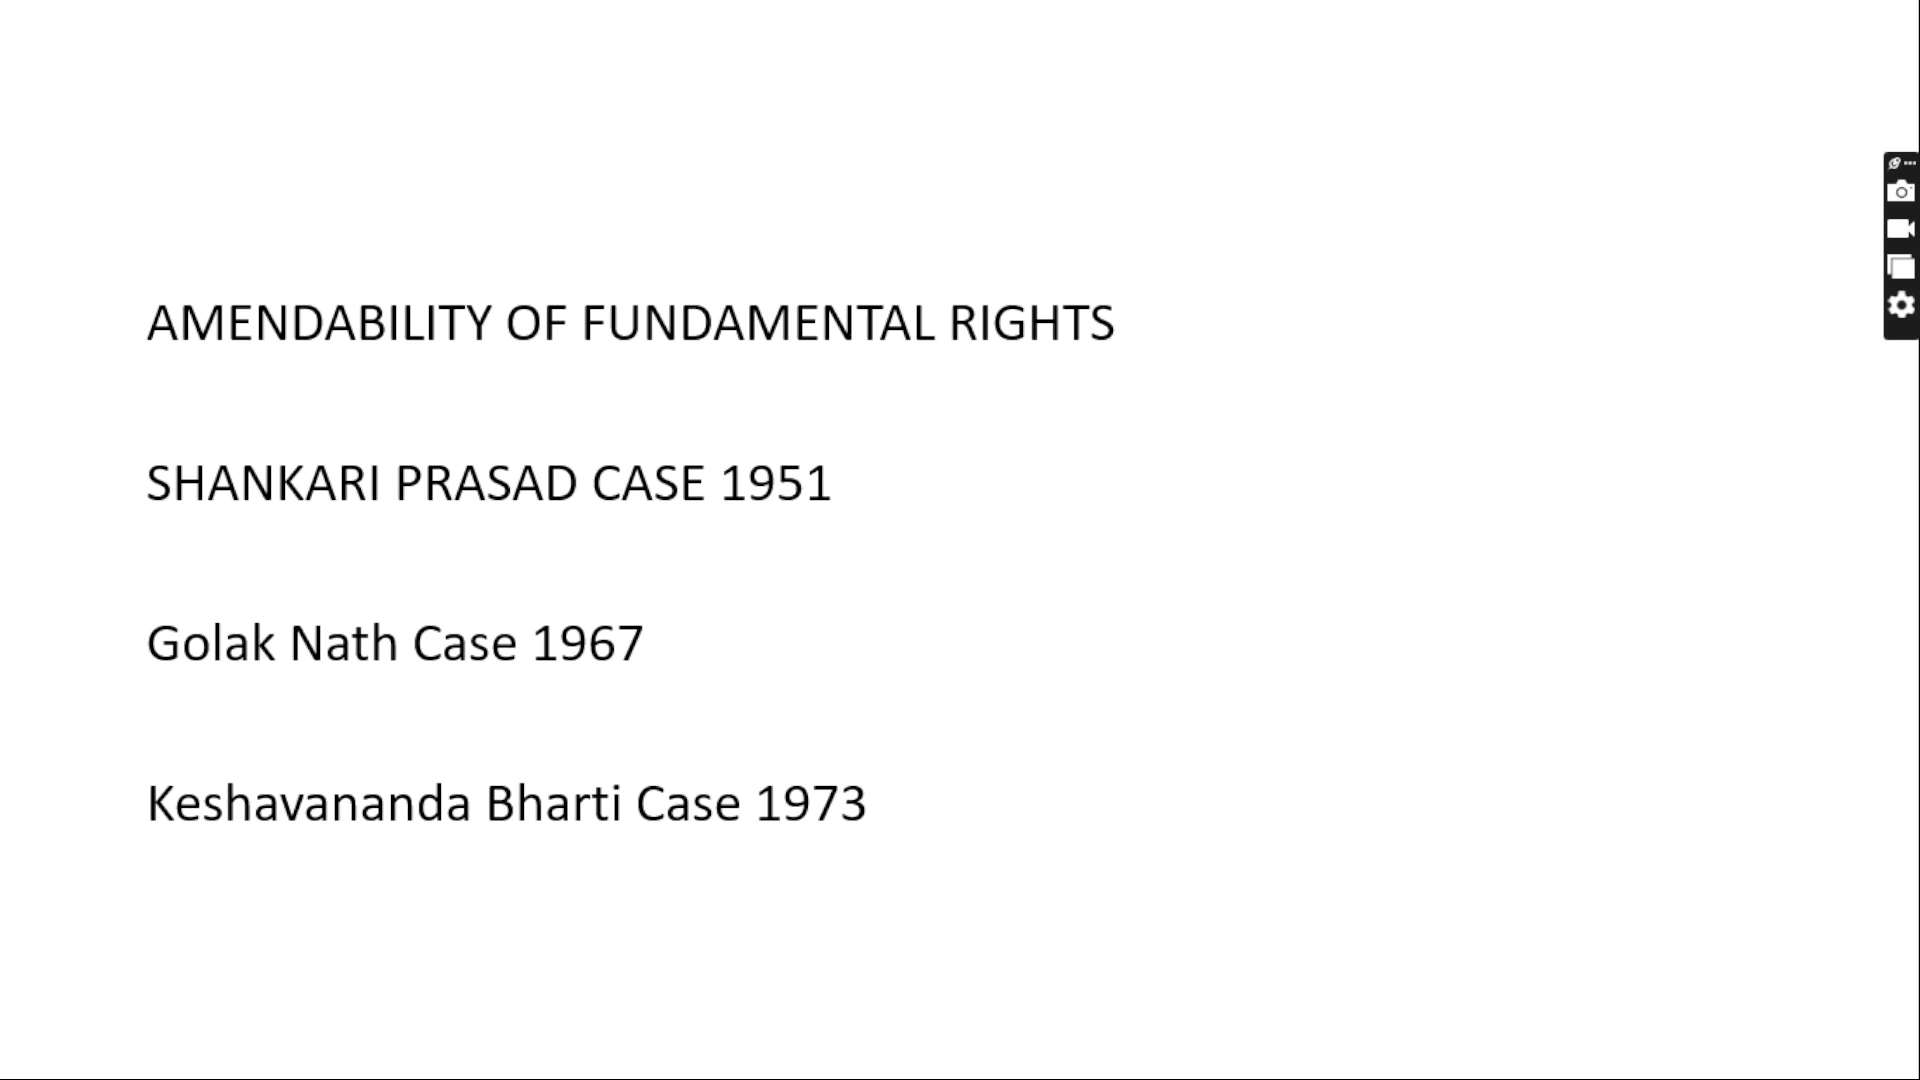 AMENDABILITY OF FUNDAMENTAL RIGHTS
SHANKARI PRASAD CASE 1951
Golak Nath Case 1967
Keshavananda Bharti Case 1973